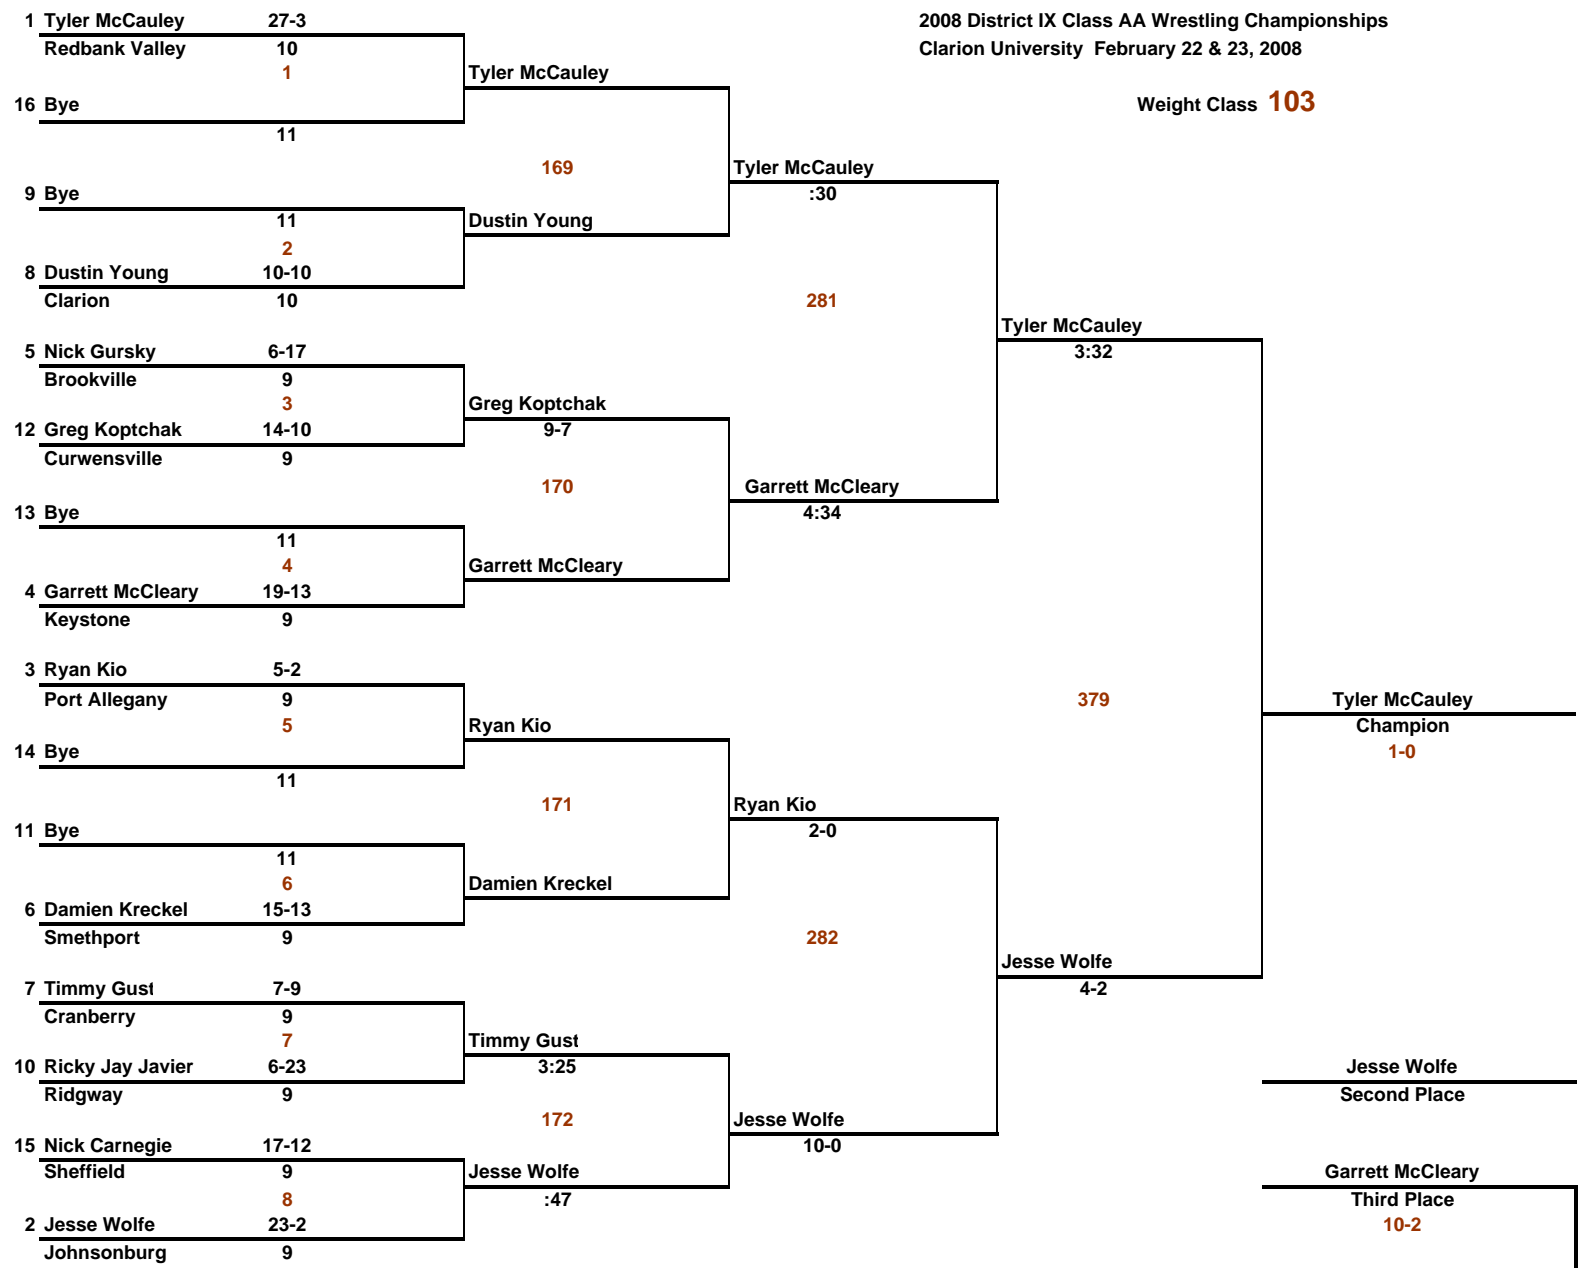 1 Tyler McCauley 27-3
2008 District IX Class AA Wrestling Championships
Redbank Valley 10
Clarion University February 22 & 23, 2008
1
Tyler McCauley
16 Bye
Weight Class 103
11
169
Tyler McCauley
9 Bye
:30
11
Dustin Young
2
8 Dustin Young 10-10
Clarion 10
281
Tyler McCauley
5 Nick Gursky 6-17
3:32
Brookville 9
3
Greg Koptchak
12 Greg Koptchak 14-10
9-7
Curwensville 9
170
Garrett McCleary
13 Bye
4:34
11
4
Garrett McCleary
4 Garrett McCleary 19-13
Keystone 9
3 Ryan Kio 5-2
Port Allegany 9
379
Tyler McCauley
5
Ryan Kio
Champion
14 Bye
1-0
11
171
Ryan Kio
11 Bye
2-0
11
6
Damien Kreckel
6 Damien Kreckel 15-13
Smethport 9
282
Jesse Wolfe
7 Timmy Gust 7-9
4-2
Cranberry 9
7
Timmy Gust
10 Ricky Jay Javier 6-23
3:25
Jesse Wolfe
Ridgway 9
Second Place
172
Jesse Wolfe
15 Nick Carnegie 17-12
10-0
Sheffield 9
Jesse Wolfe
Garrett McCleary
8
:47
Third Place
2 Jesse Wolfe 23-2
10-2
Johnsonburg 9